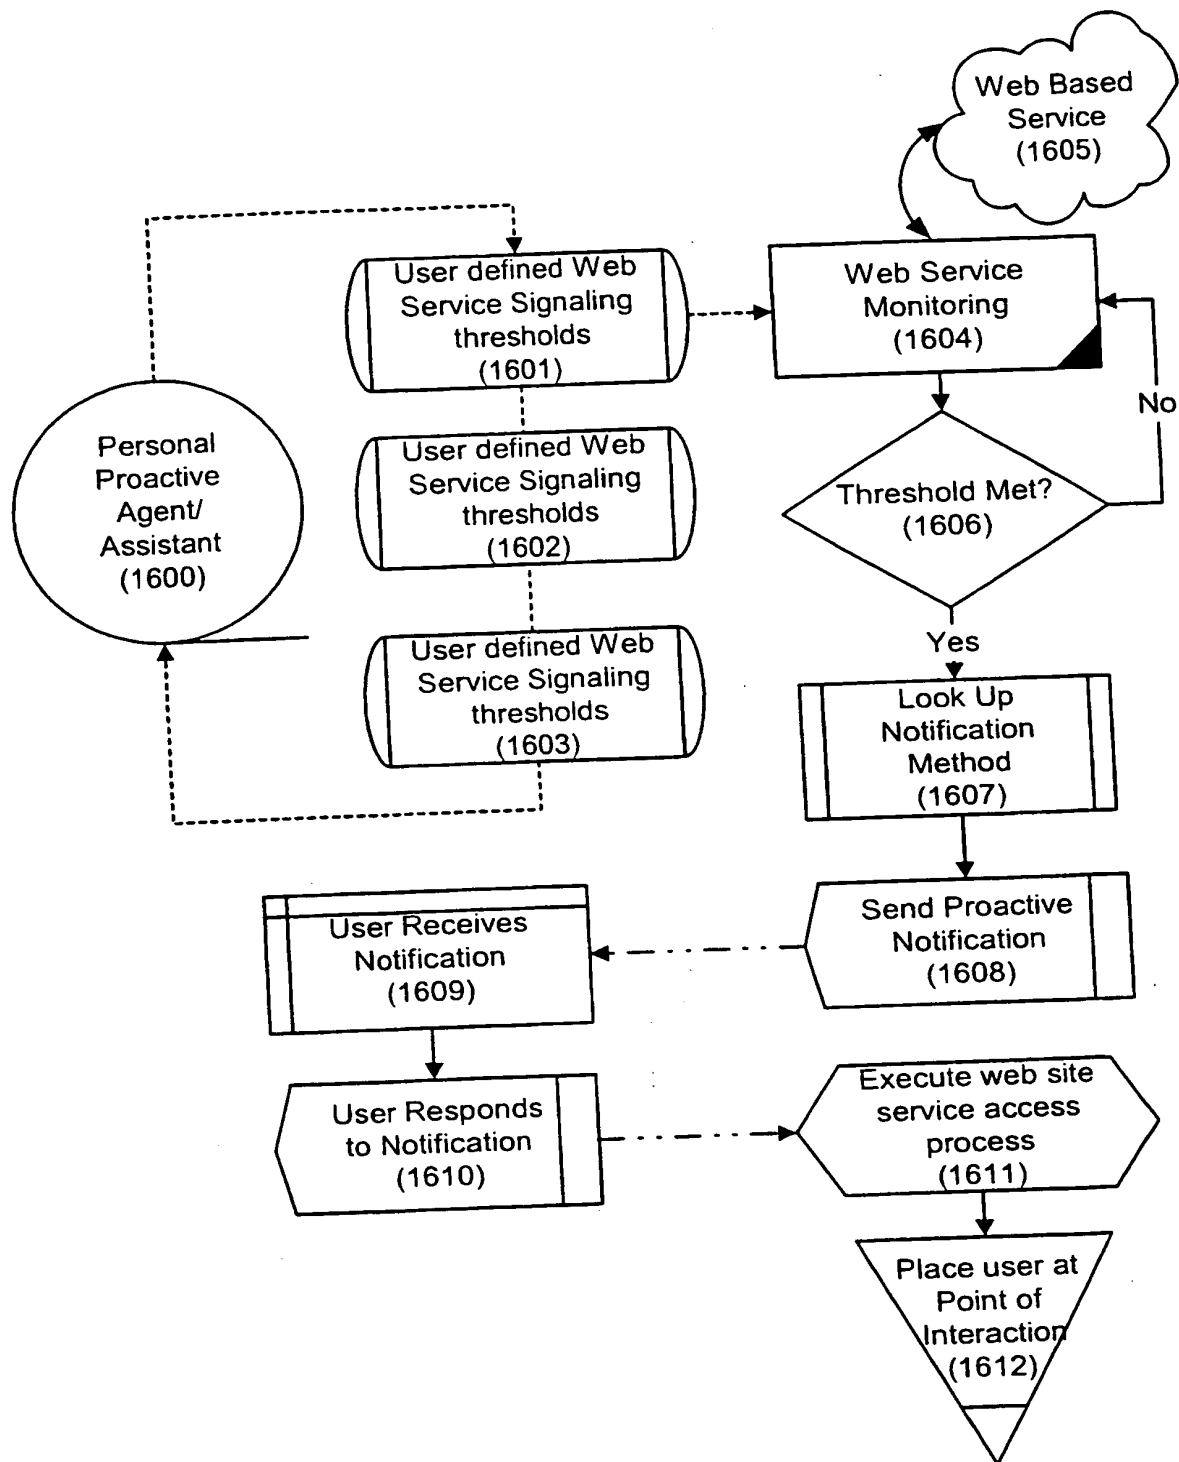 Web Based
Service
(1605)
User defined Web
Service Signaling
thresholds
(1601)
Web Service
Monitoring
(1604)
No
Personal
Proactive
Agent/
Assistant
(1600)
User defined Web
Service Signaling
thresholds
(1602)
Threshold Met?
(1606)
Yes
User defined Web
Service Signaling
thresholds
(1603)
Look Up
Notification
Method
(1607)
Send Proactive
Notification
(1608)
User Receives
Notification
(1609)
User Responds
to Notification
(1610)
Execute web site
service access
process
(1611)
Place user at
Point of
Interaction
(1612)